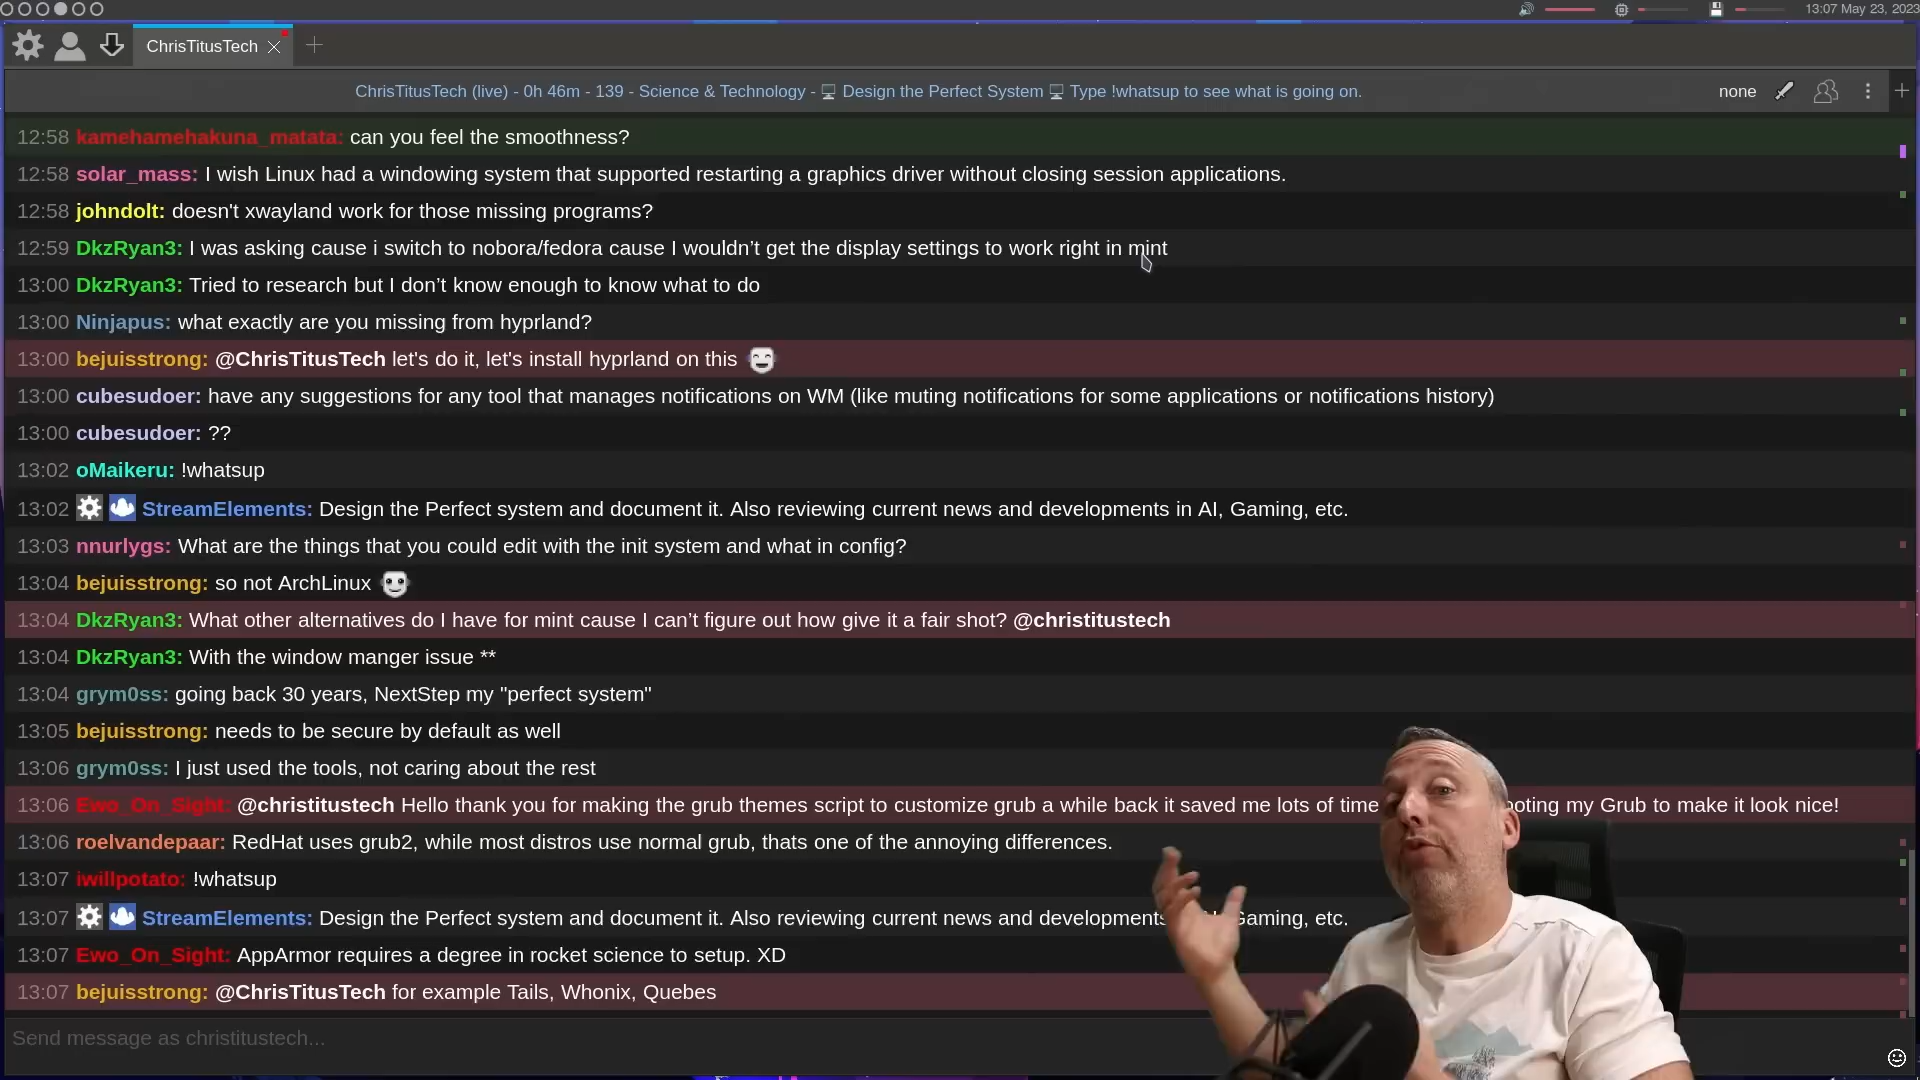 13:07 May 23, 2023
ChrisTitusTech
ChrisTitusTech (live) - 0h 46m - 139 - Science & Technology - 🖥️ Design the Perfect System 🖥️ Type !whatsup to see what is going on.
none
12:58 kamehamehakuna_matata: can you feel the smoothness?
12:58 solar_mass: I wish Linux had a windowing system that supported restarting a graphics driver without closing session applications.
12:58 johndolt: doesn't xwayland work for those missing programs?
12:59 DkzRyan3: I was asking cause i switch to nobora/fedora cause I wouldn’t get the display settings to work right in mint
13:00 DkzRyan3: Tried to research but I don’t know enough to know what to do
13:00 Ninjapus: what exactly are you missing from hyprland?
13:00 bejuisstrong: @ChrisTitusTech let's do it, let's install hyprland on this
13:00 cubesudoer: have any suggestions for any tool that manages notifications on WM (like muting notifications for some applications or notifications history)
13:00 cubesudoer: ??
13:02 oMaikeru: !whatsup
13:02 StreamElements: Design the Perfect system and document it. Also reviewing current news and developments in AI, Gaming, etc.
13:03 nnurlygs: What are the things that you could edit with the init system and what in config?
13:04 bejuisstrong: so not ArchLinux
13:04 DkzRyan3: What other alternatives do I have for mint cause I can’t figure out how give it a fair shot? @christitustech
13:04 DkzRyan3: With the window manger issue **
13:04 grym0ss: going back 30 years, NextStep my "perfect system"
13:05 bejuisstrong: needs to be secure by default as well
13:06 grym0ss: I just used the tools, not caring about the rest
13:06 Ewo_On_Sight: @christitustech Hello thank you for making the grub themes script to customize grub a while back it saved me lots of time ooting my Grub to make it look nice!
13:06 roelvandepaar: RedHat uses grub2, while most distros use normal grub, thats one of the annoying differences.
13:07 iwillpotato: !whatsup
13:07 StreamElements: Design the Perfect system and document it. Also reviewing current news and developments Gaming, etc.
13:07 Ewo_On_Sight: AppArmor requires a degree in rocket science to setup. XD
13:07 bejuisstrong: @ChrisTitusTech for example Tails, Whonix, Quebes
Send message as christitustech...